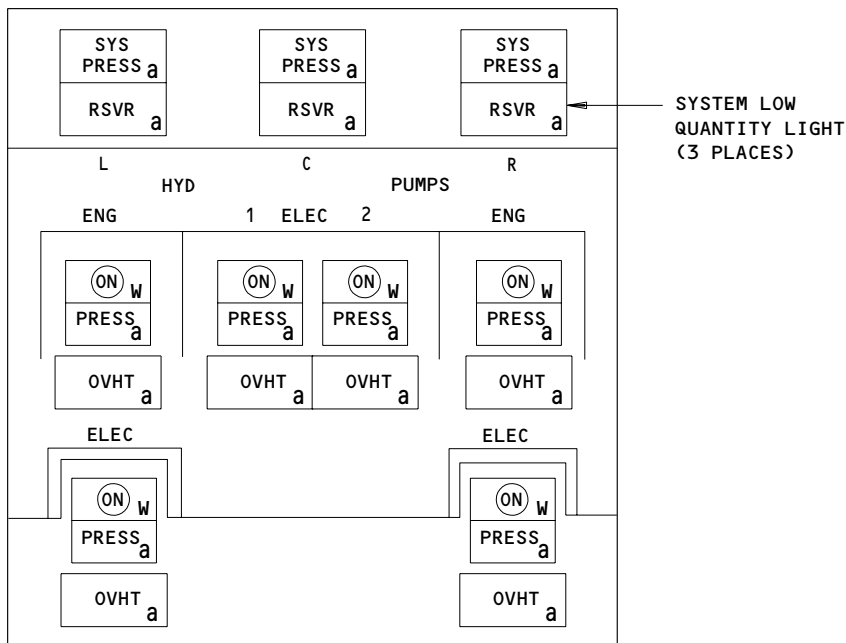 SYS SYS SYS
PRESS a PRESS a PRESS a
RSVR a RSVR a RSVR a
SYSTEM LOW
QUANTITY LIGHT
(3 PLACES)
L C R
HYD PUMPS
ENG 1 ELEC 2 ENG
ON W ON W ON W ON W
PRESS a PRESS a PRESS a PRESS a
OVHT a OVHT a OVHT a OVHT a
ELEC ELEC
ON W ON W
PRESS a PRESS a
OVHT a OVHT a